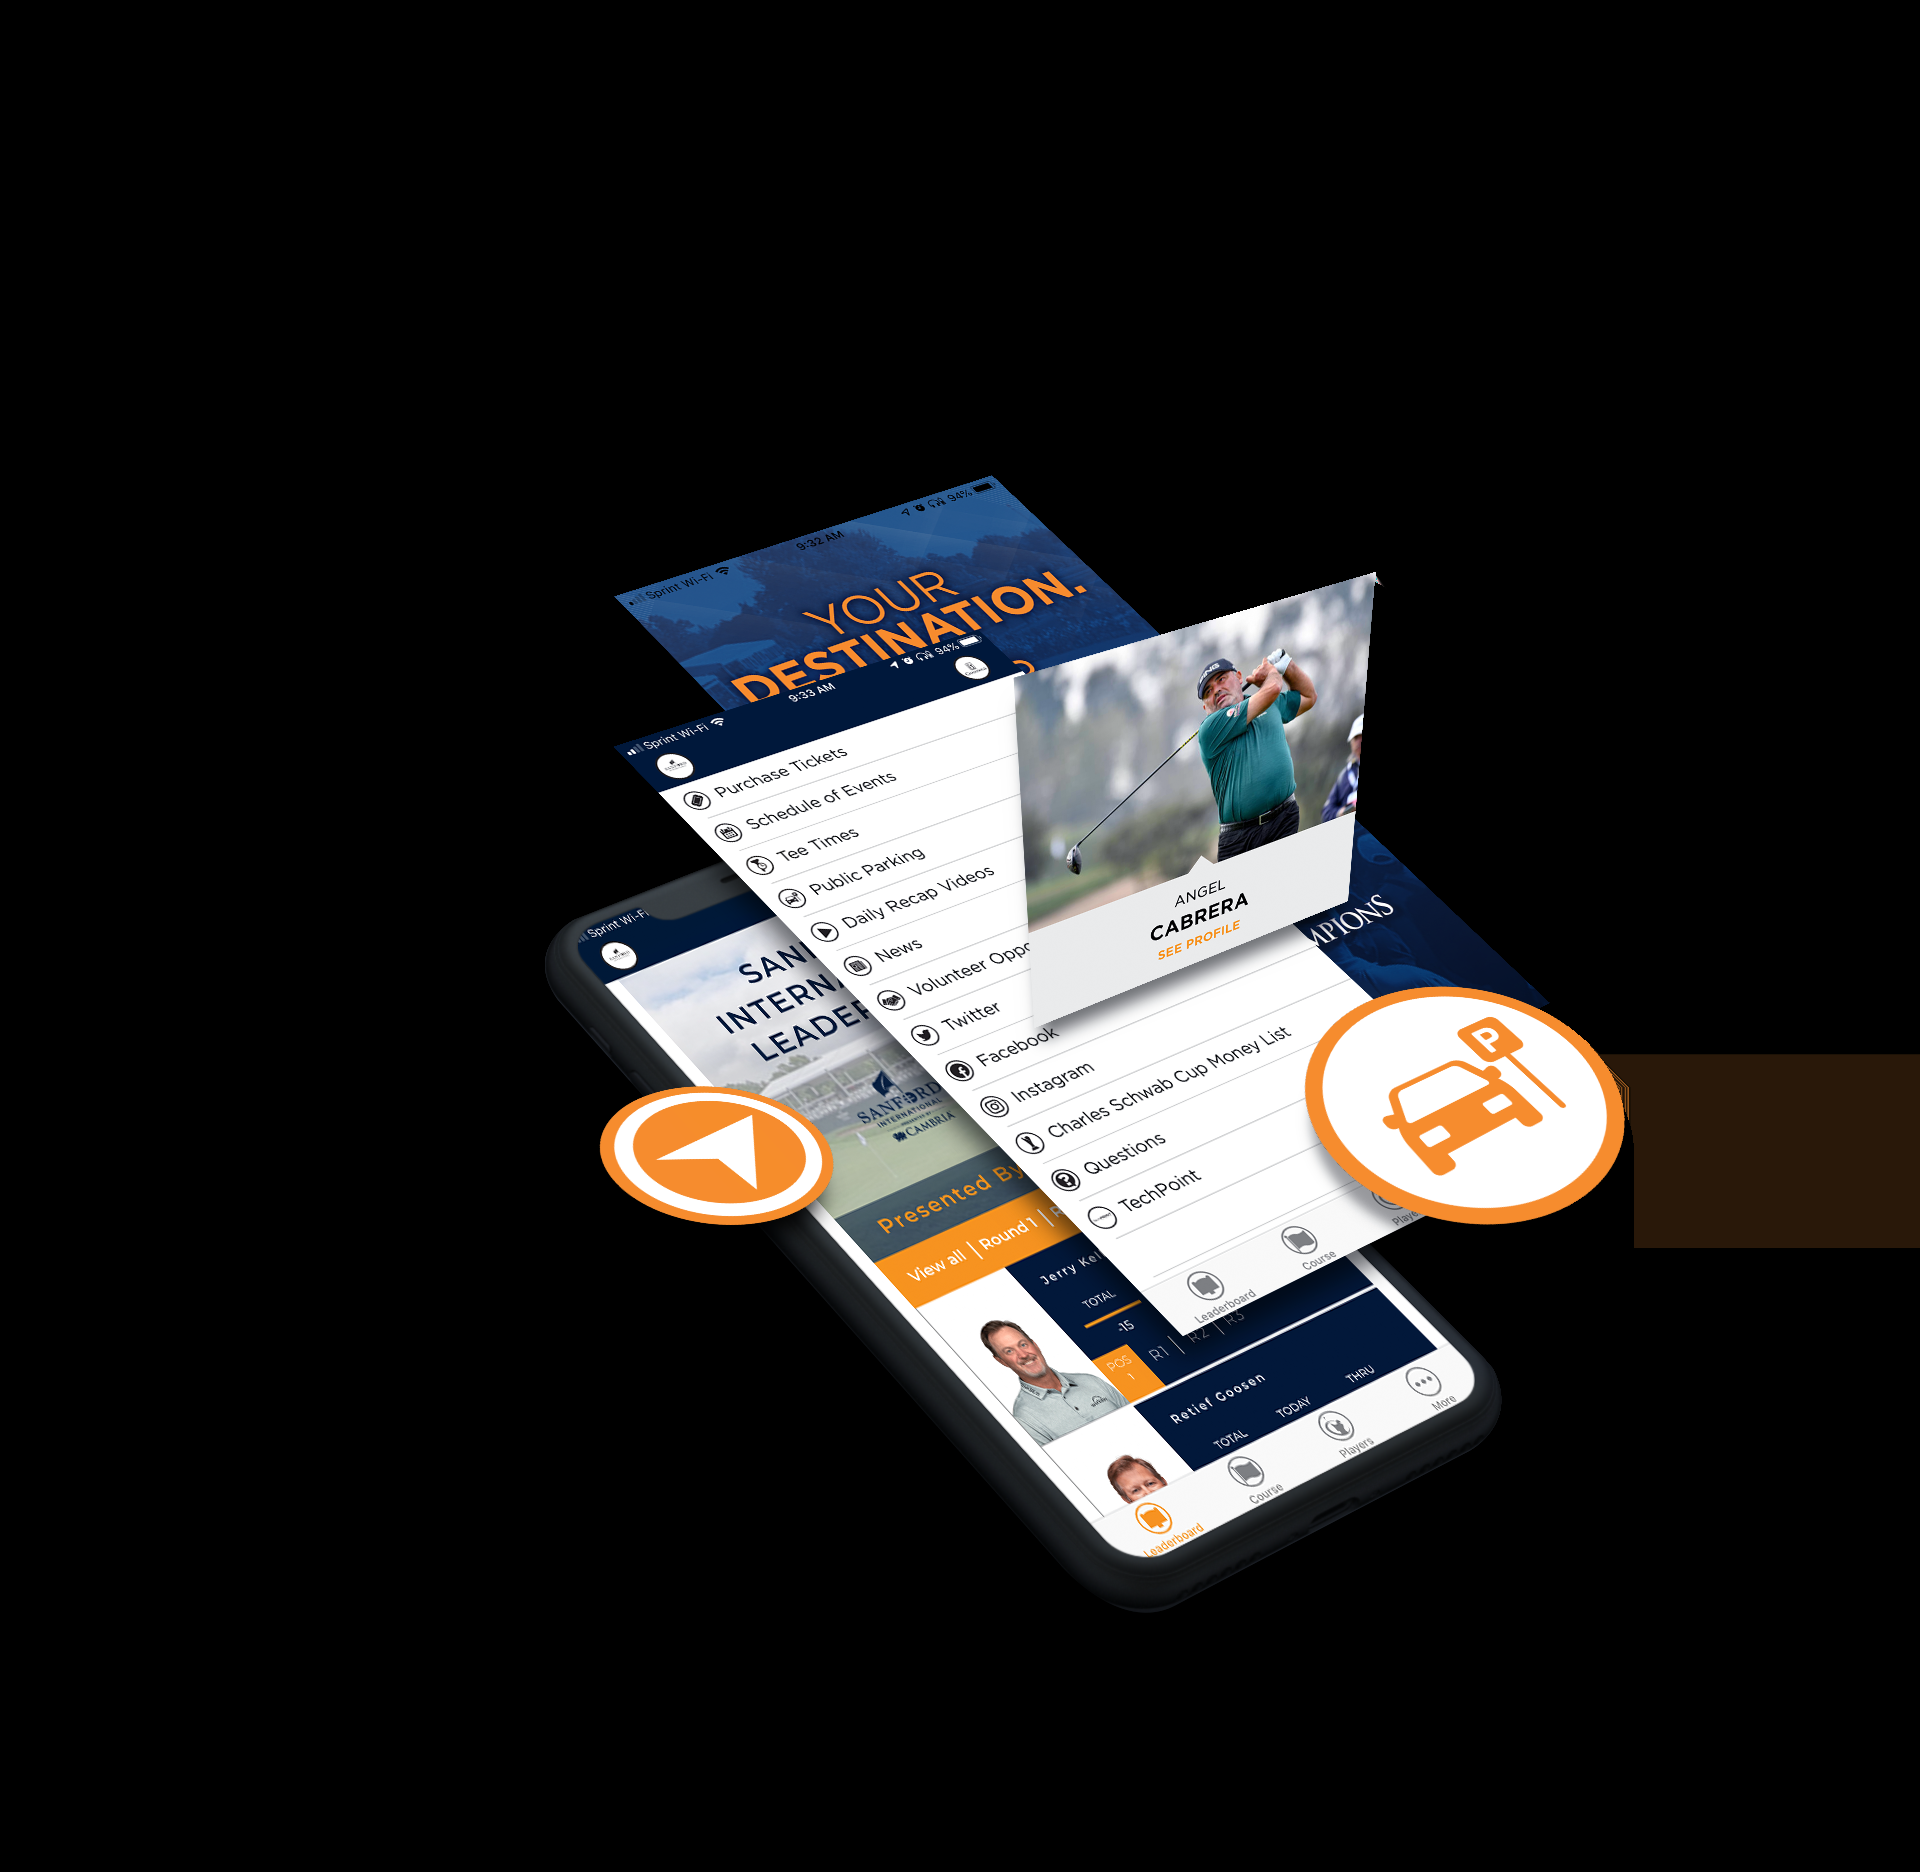 Sprint Wi-Fi
9:32 AM
94%
YOUR
DESTINATION.
Sprint Wi-Fi
9:33 AM
94%
Purchase Tickets
Schedule of Events
Tee Times
Public Parking
Daily Recap Videos
News
Volunteer Oppo
Twitter
Facebook
Instagram
Charles Schwab Cup Money List
Questions
TechPoint
Leaderboard
Course
Playe
PING
ANGEL
CABRERA
SEE PROFILE
MPIONS
P
Sprint Wi-Fi
SAN
INTERNA
LEADER
SANFORD
INTERNATIONAL
PRESENTED BY
CAMBRIA
Presented By
View all | Round 1 | R
Jerry Kel
TOTAL
-15
POS
1
R1 | R2 | R3
Retief Goosen
TOTAL
TODAY
THRU
Leaderboard
Course
Players
More